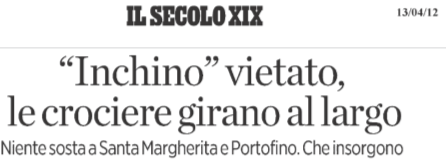 IL SECOLO XIX
13/04/12
“Inchino” vietato,
le crociere girano al largo
Niente sosta a Santa Margherita e Portofino. Che insorgono